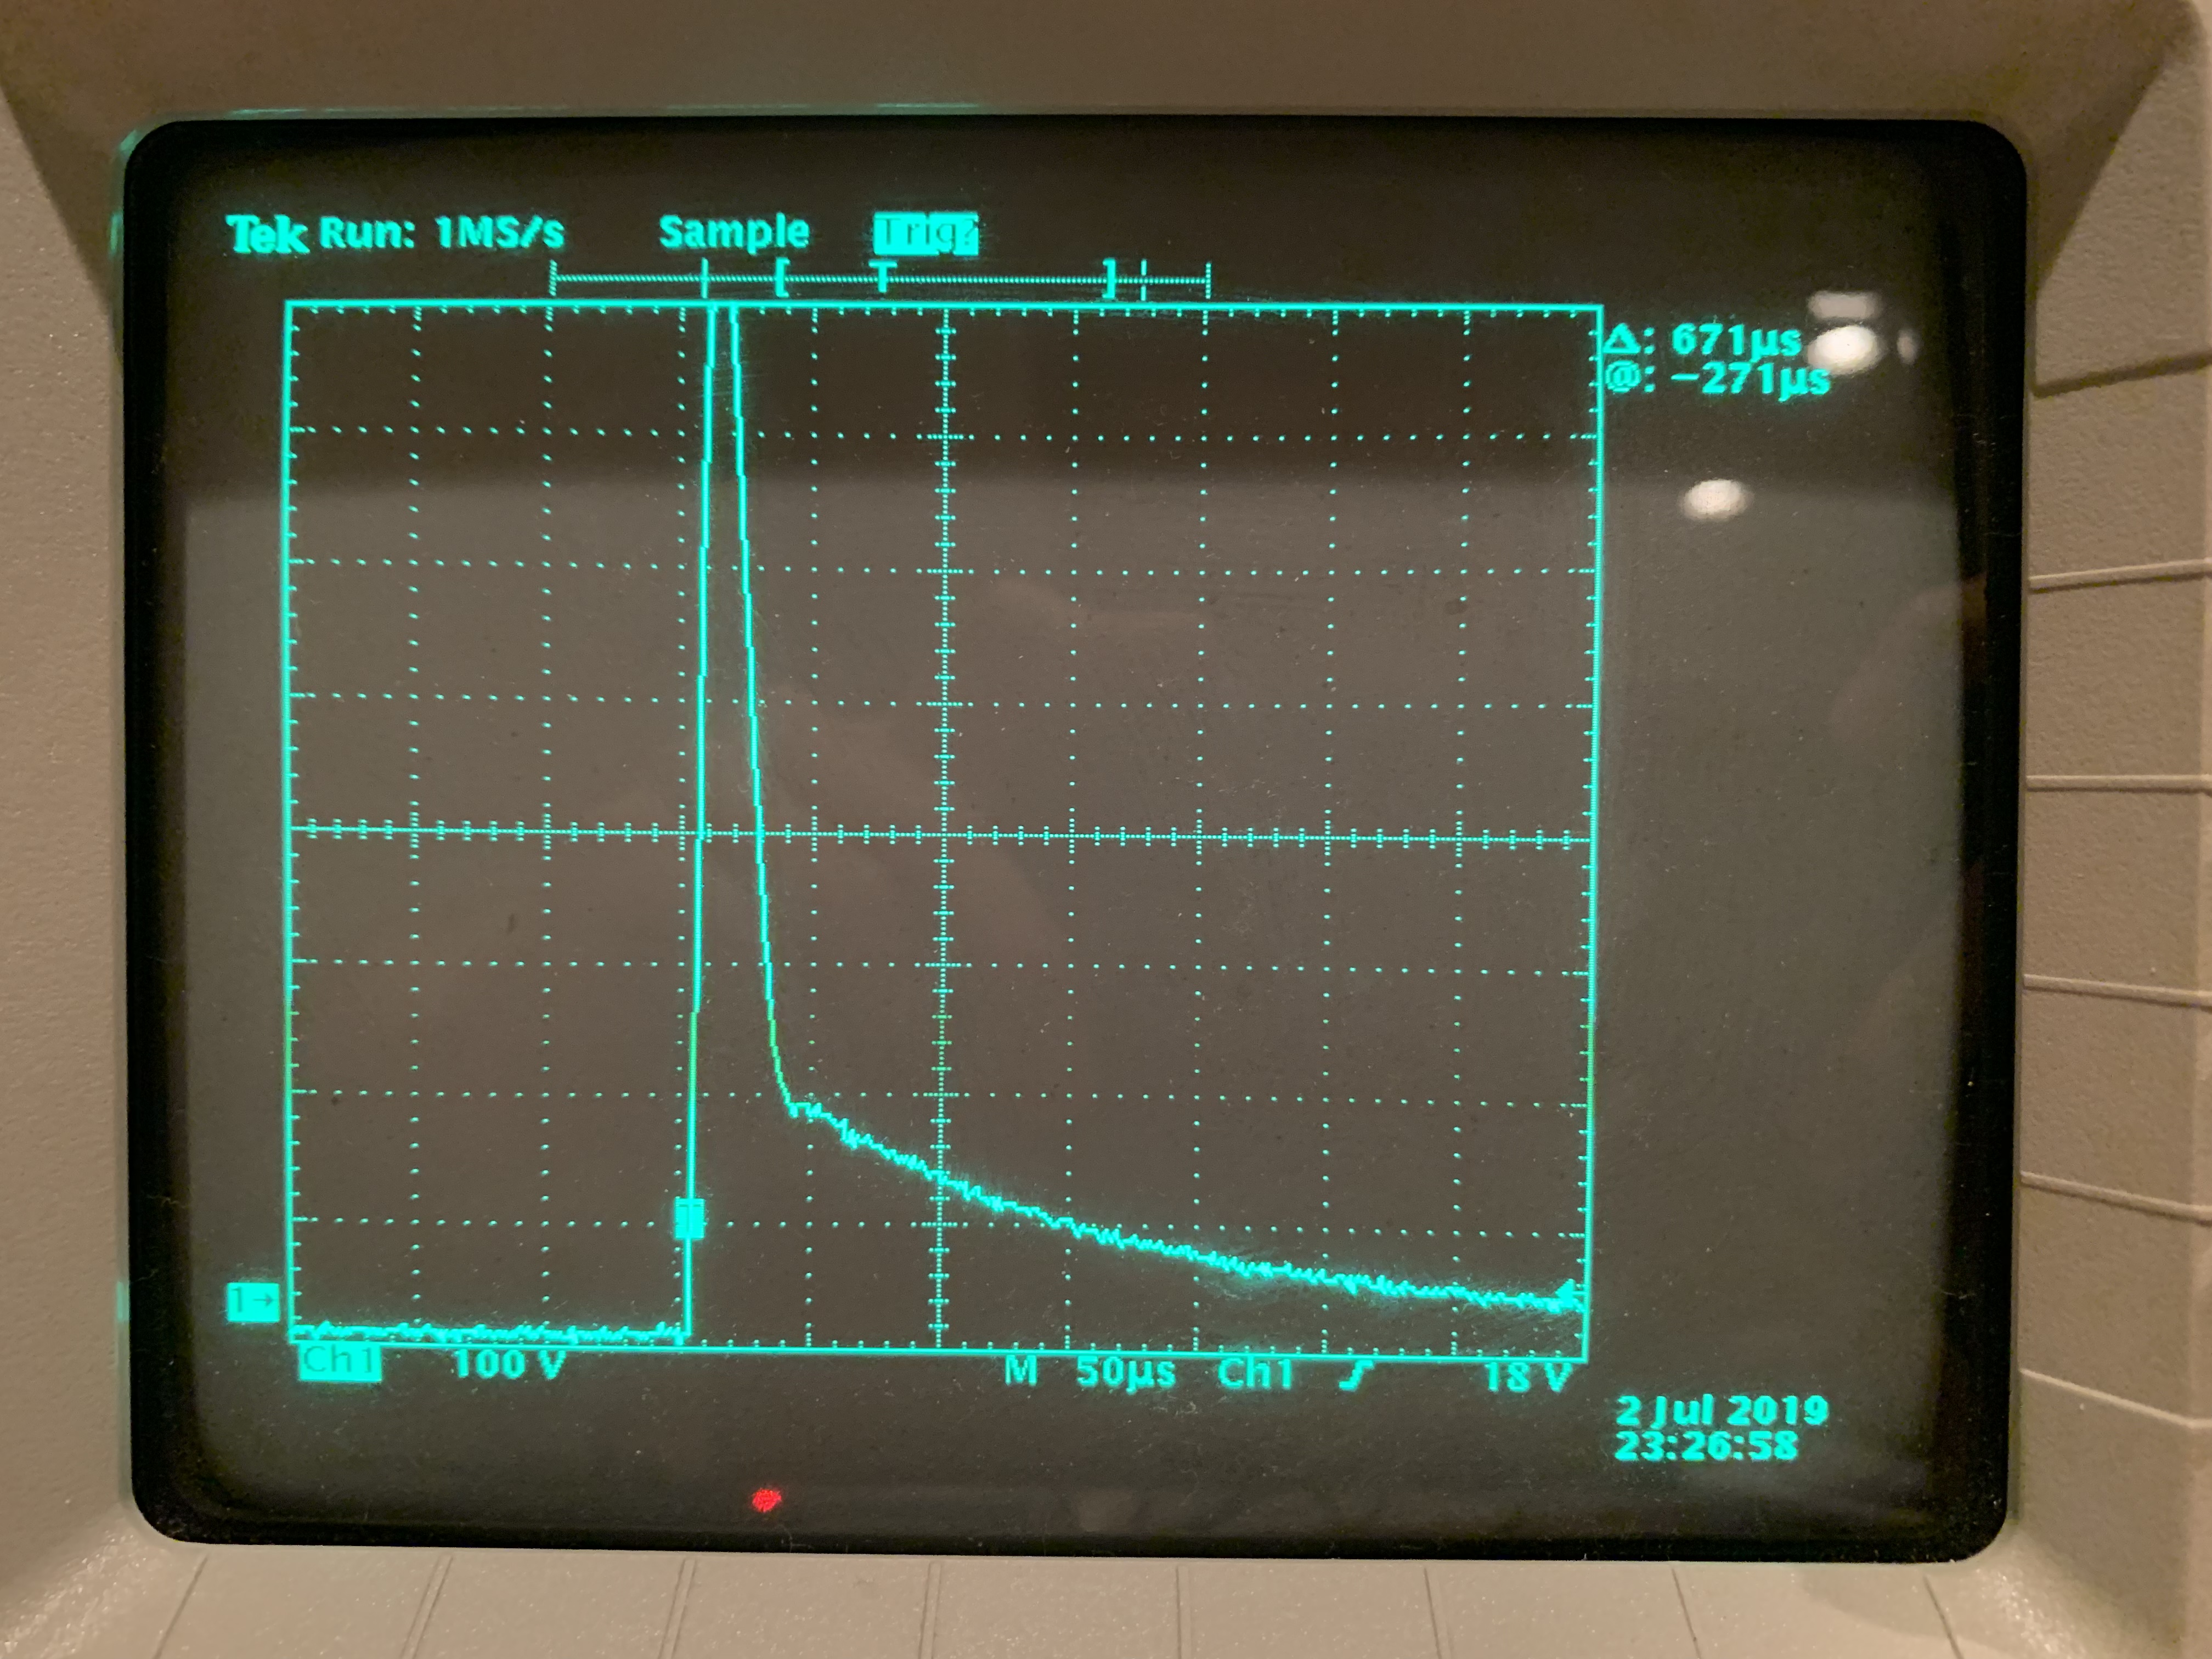 Tek Run: 1MS/s Sample Trig?
[ T ]
Δ: 671µs
@: −271µs
1→
Ch1 100 V M 50µs Ch1 18 V
2 Jul 2019
23:26:58